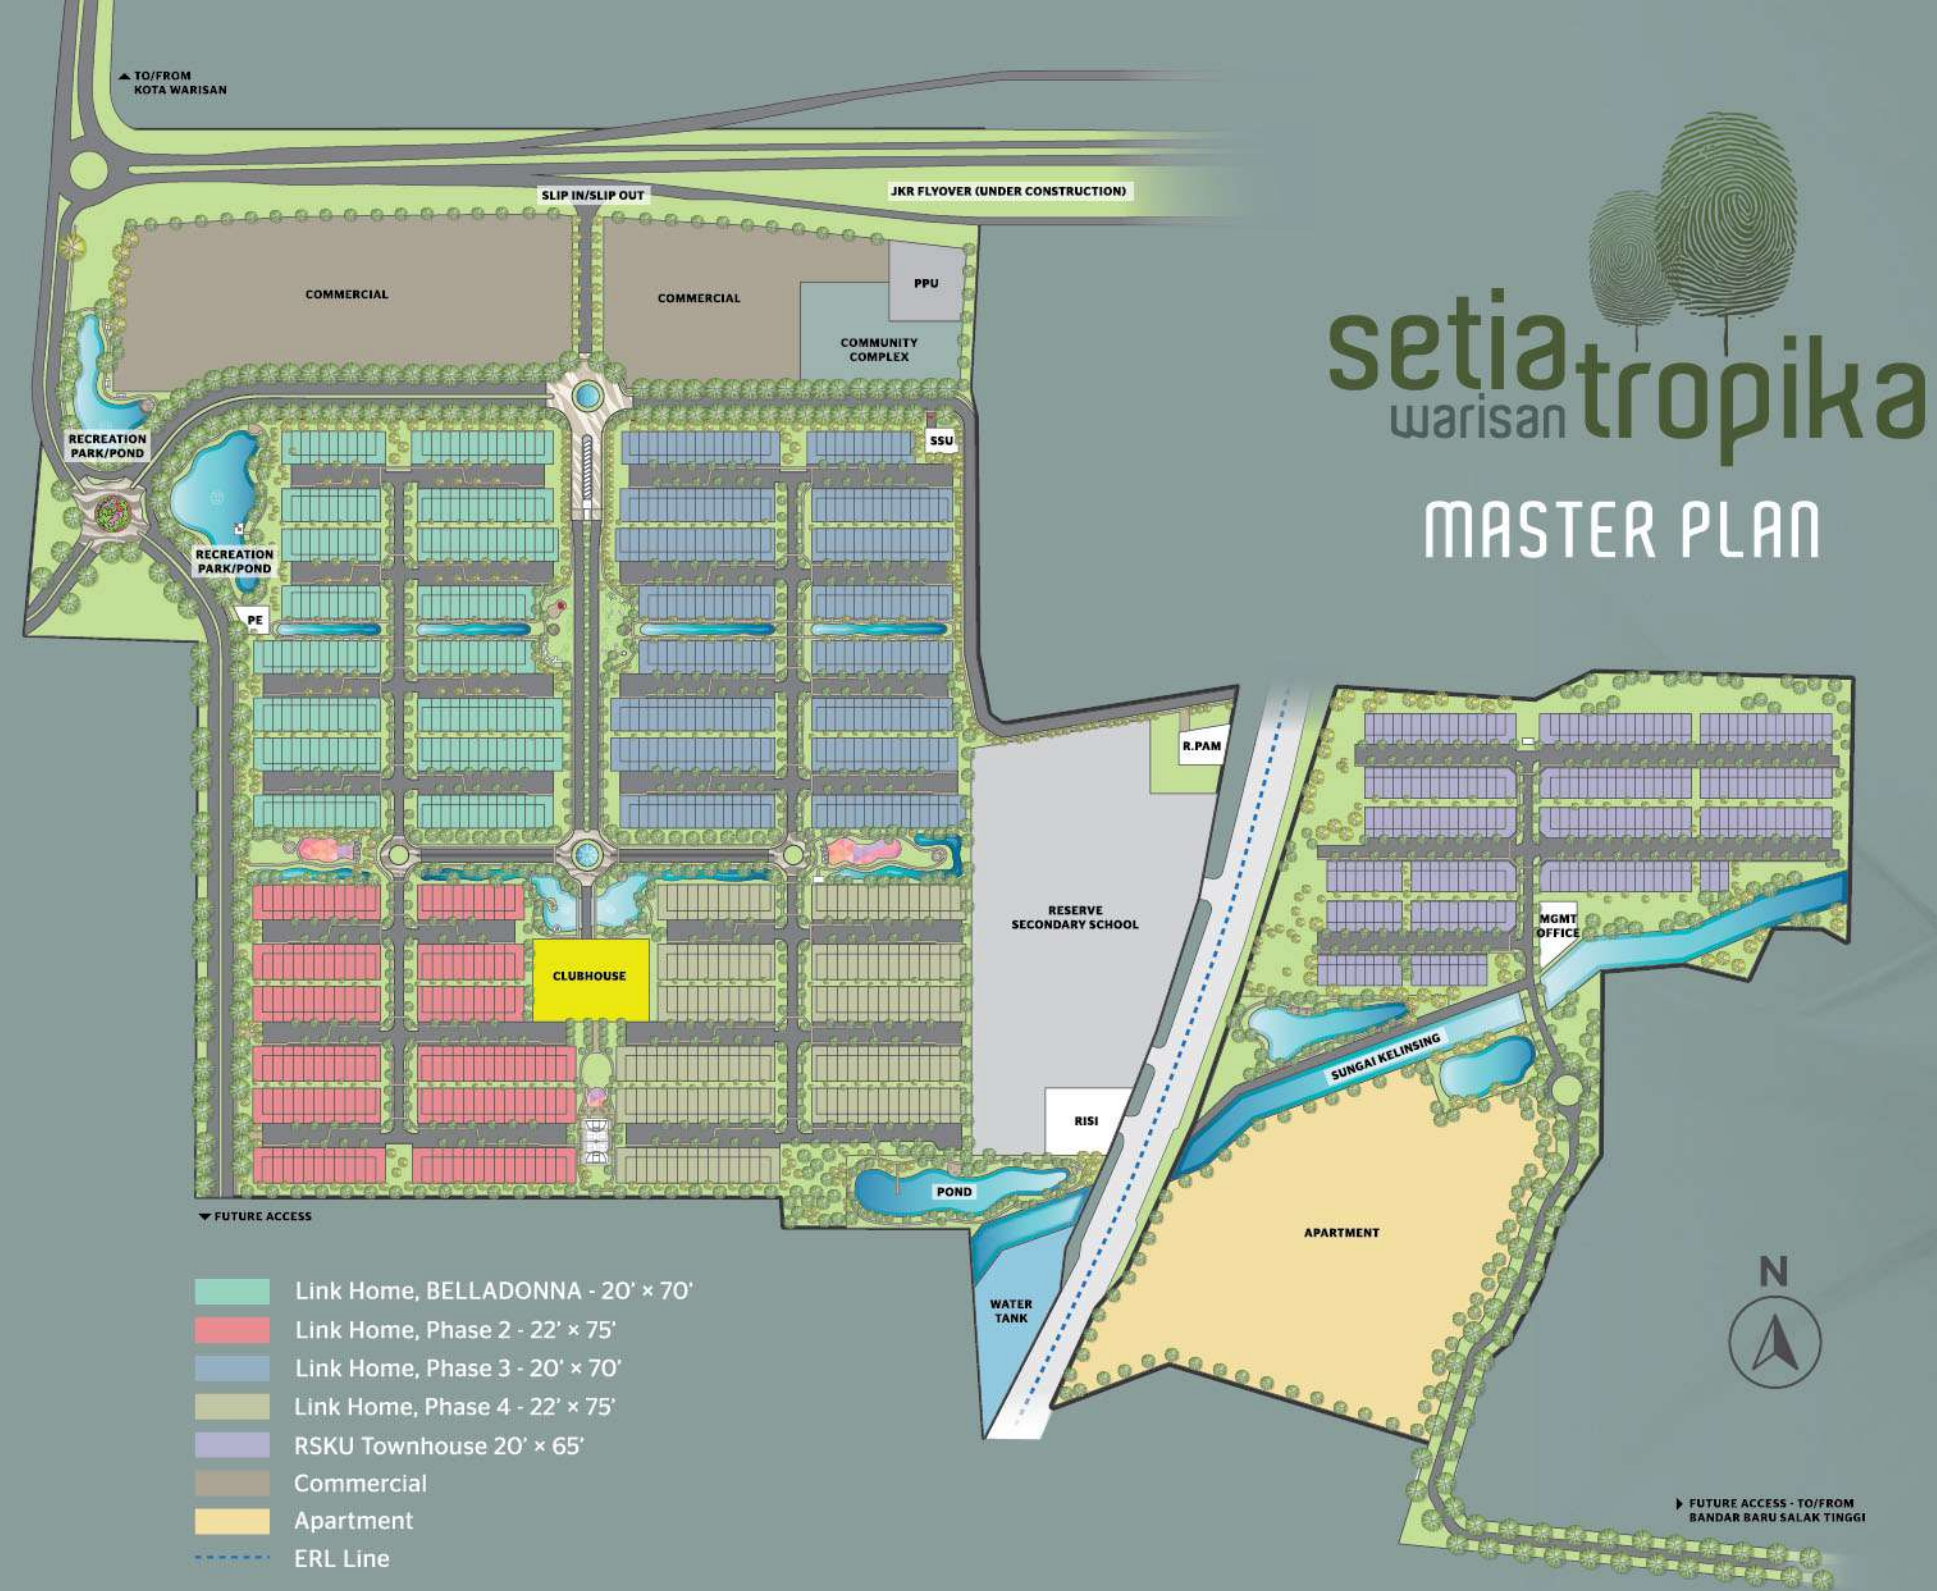 TO/FROM
KOTA WARISAN
SLIP IN/SLIP OUT
JKR FLYOVER (UNDER CONSTRUCTION)
COMMERCIAL
COMMERCIAL
PPU
COMMUNITY
COMPLEX
setia
warisan
tropika
MASTER PLAN
RECREATION
PARK/POND
SSU
RECREATION
PARK/POND
PE
R.PAM
RESERVE
SECONDARY SCHOOL
MGMT
OFFICE
CLUBHOUSE
SUNGAI KELINSING
RISI
POND
APARTMENT
WATER
TANK
FUTURE ACCESS
Link Home, BELLADONNA - 20' × 70'
Link Home, Phase 2 - 22' × 75'
Link Home, Phase 3 - 20' × 70'
Link Home, Phase 4 - 22' × 75'
RSKU Townhouse 20' × 65'
Commercial
Apartment
ERL Line
N
FUTURE ACCESS - TO/FROM
BANDAR BARU SALAK TINGGI